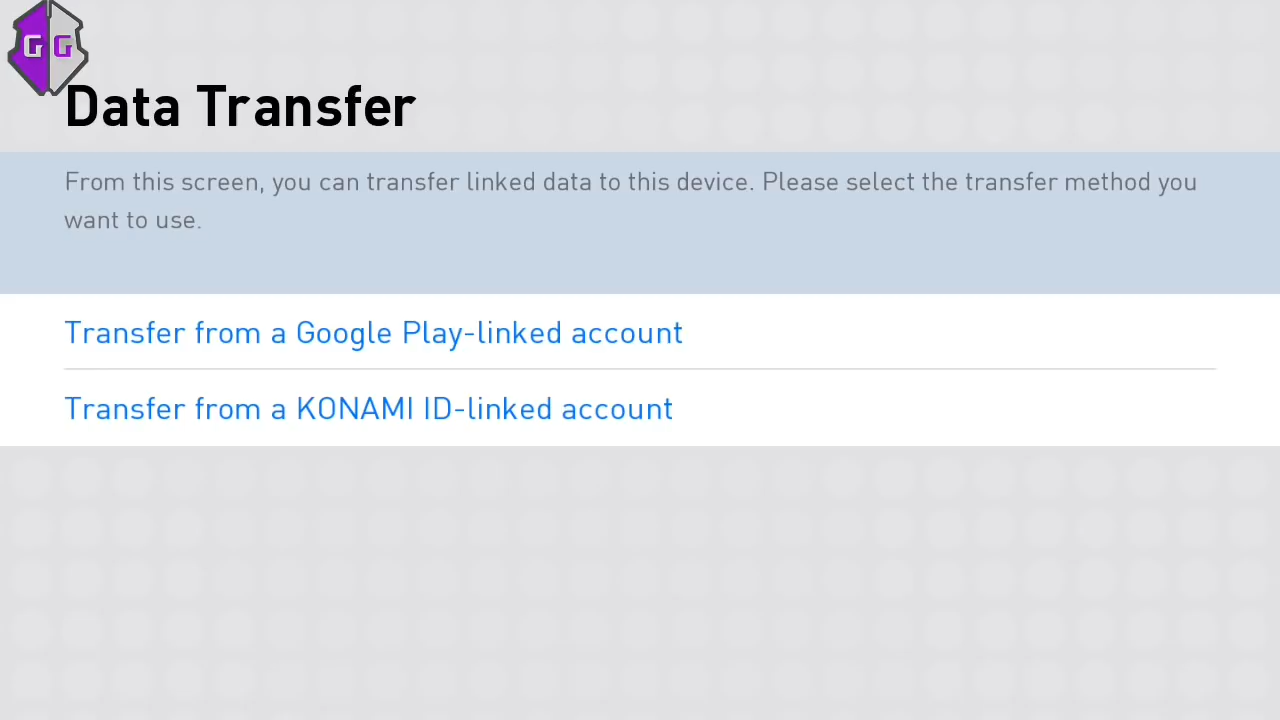 GG
Data Transfer
From this screen, you can transfer linked data to this device. Please select the transfer method you
want to use.
Transfer from a Google Play-linked account
Transfer from a KONAMI ID-linked account